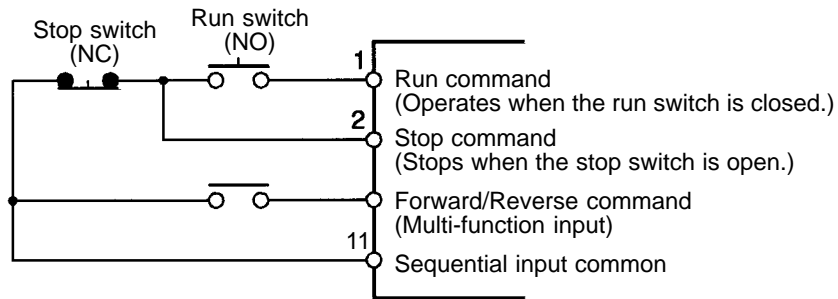 Stop switch
(NC)
Run switch
(NO)
1
Run command
(Operates when the run switch is closed.)
2
Stop command
(Stops when the stop switch is open.)
Forward/Reverse command
(Multi-function input)
11
Sequential input common